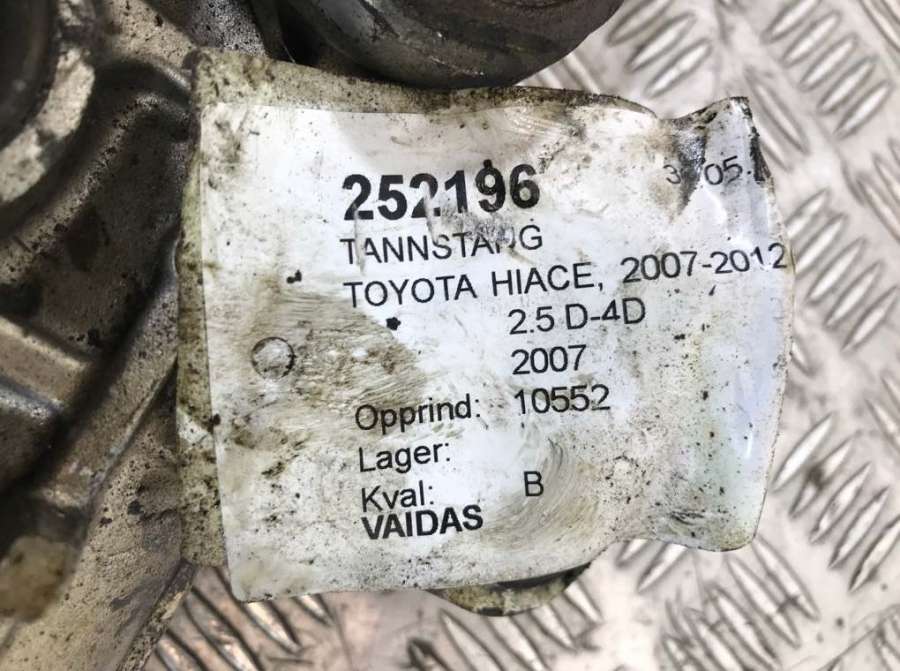 252196
TANNSTANG
TOYOTA HIACE, 2007-2012
2.5 D-4D
2007
Opprind: 10552
Lager:
Kval: B
VAIDAS